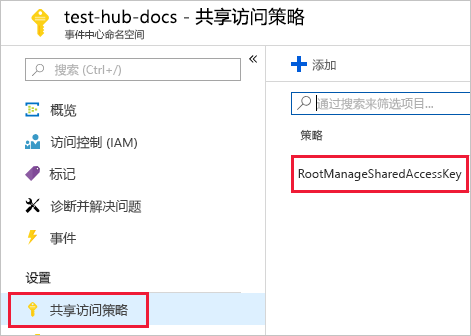 test-hub-docs - 共享访问策略
事件中心命名空间
搜索 (Ctrl+/)
«
概览
访问控制 (IAM)
标记
诊断并解决问题
事件
设置
共享访问策略
添加
通过搜索来筛选项目...
策略
RootManageSharedAccessKey